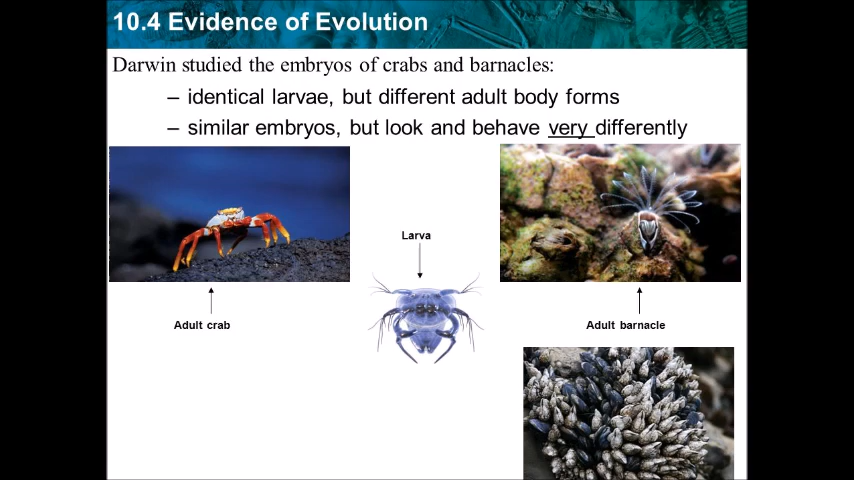 10.4 Evidence of Evolution
Darwin studied the embryos of crabs and barnacles:
– identical larvae, but different adult body forms
– similar embryos, but look and behave very differently
Larva
Adult crab
Adult barnacle